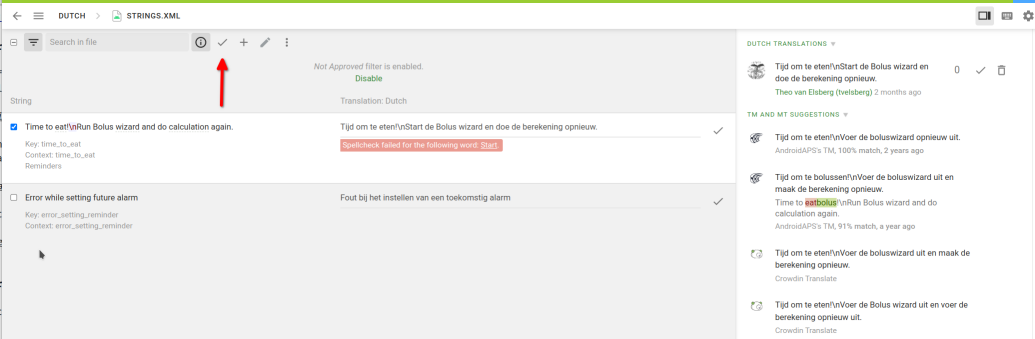 DUTCH > STRINGS.XML
Search in file
Not Approved filter is enabled.
Disable
String
Translation: Dutch
Time to eat!\nRun Bolus wizard and do calculation again.
Key: time_to_eat
Context: time_to_eat
Reminders
Tijd om te eten!\nStart de Bolus wizard en doe de berekening opnieuw.
Spellcheck failed for the following word: Start.
Error while setting future alarm
Key: error_setting_reminder
Context: error_setting_reminder
Fout bij het instellen van een toekomstig alarm
DUTCH TRANSLATIONS
Tijd om te eten!\nStart de Bolus wizard en
doe de berekening opnieuw.
0
Theo van Elsberg (tvelsberg) 2 months ago
TM AND MT SUGGESTIONS
Tijd om te eten!\nVoer de boluswizard opnieuw uit.
AndroidAPS's TM, 100% match, 2 years ago
Tijd om te bolussen!\nVoer de boluswizard uit en
maak de berekening opnieuw.
Time to eatbolus!\nRun Bolus wizard and do
calculation again.
AndroidAPS's TM, 91% match, a year ago
Tijd om te eten!\nVoer de boluswizard uit en maak de
berekening opnieuw.
Crowdin Translate
Tijd om te eten!\nVoer de Bolus wizard uit en voer de
berekening opnieuw uit.
Crowdin Translate